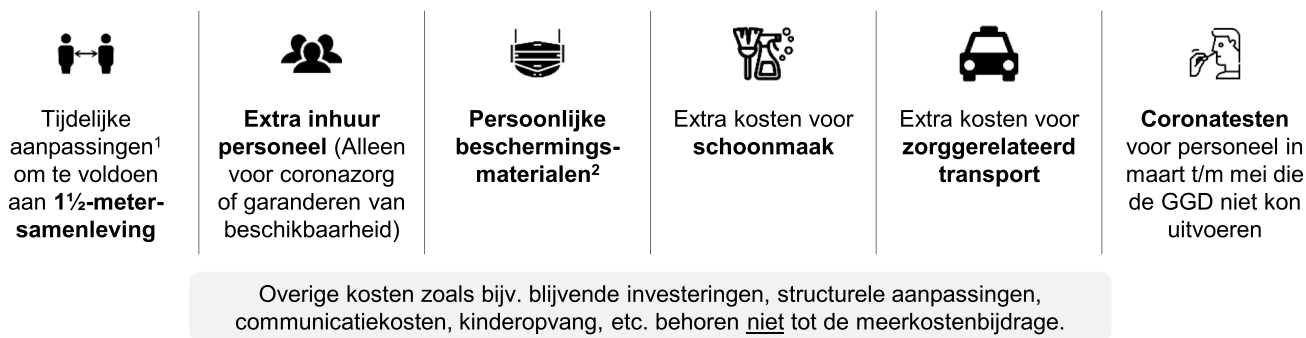 Tijdelijke
aanpassingen¹
om te voldoen
aan 1½-meter-
samenleving
Extra inhuur
personeel (Alleen
voor coronazorg
of garanderen van
beschikbaarheid)
Persoonlijke
beschermings-
materialen²
Extra kosten voor
schoonmaak
Extra kosten voor
zorggerelateerd
transport
Coronatesten
voor personeel in
maart t/m mei die
de GGD niet kon
uitvoeren
Overige kosten zoals bijv. blijvende investeringen, structurele aanpassingen,
communicatiekosten, kinderopvang, etc. behoren niet tot de meerkostenbijdrage.